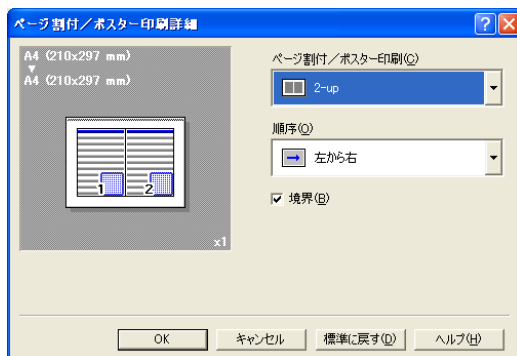 ページ割付／ポスター印刷詳細
A4 (210x297 mm)
A4 (210x297 mm)
1 2
x1
ページ割付／ポスター印刷(C)
2-up
順序(O)
左から右
境界(B)
OK
キャンセル
標準に戻す(D)
ヘルプ(H)